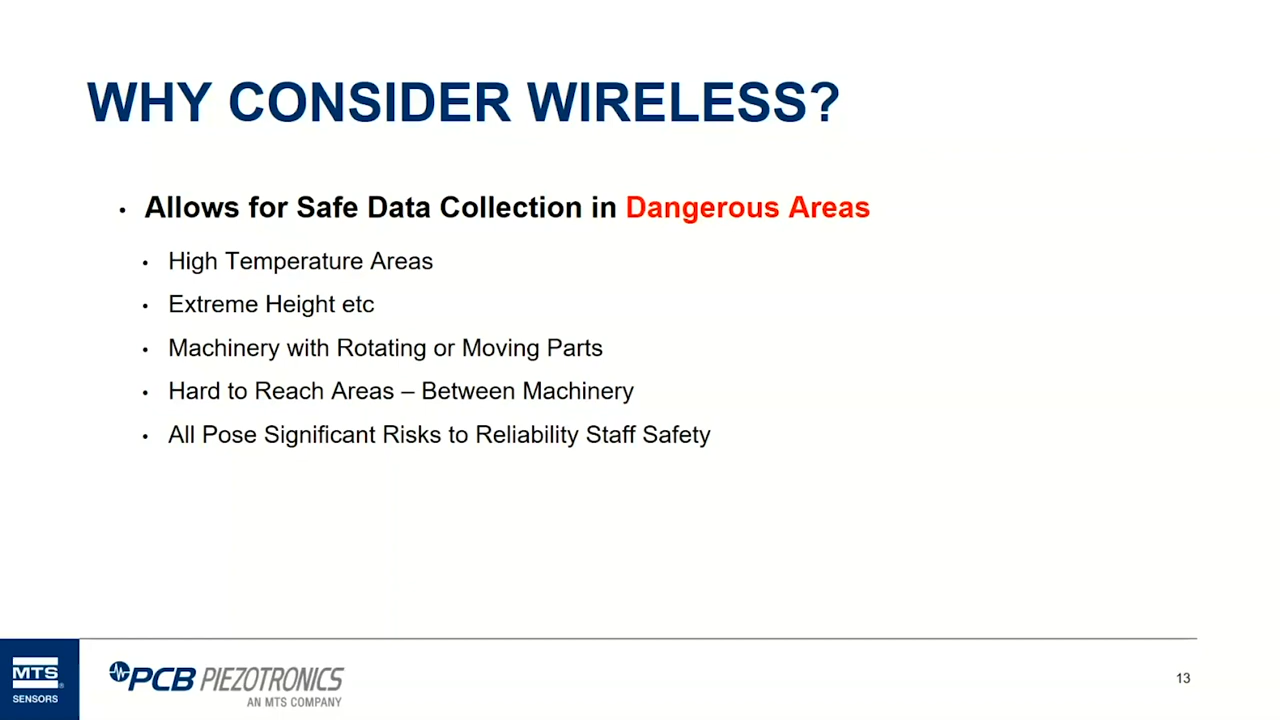 WHY CONSIDER WIRELESS?
• Allows for Safe Data Collection in Dangerous Areas
• High Temperature Areas
• Extreme Height etc
• Machinery with Rotating or Moving Parts
• Hard to Reach Areas – Between Machinery
• All Pose Significant Risks to Reliability Staff Safety
MTS®
SENSORS
PCB PIEZOTRONICS
AN MTS COMPANY
13